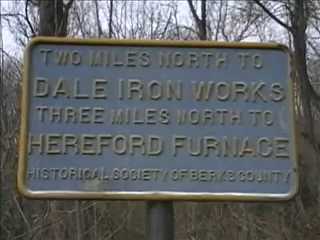 TWO MILES NORTH TO
DALE IRON WORKS
THREE MILES NORTH TO
HEREFORD FURNACE
HISTORICAL SOCIETY OF BERKS COUNTY